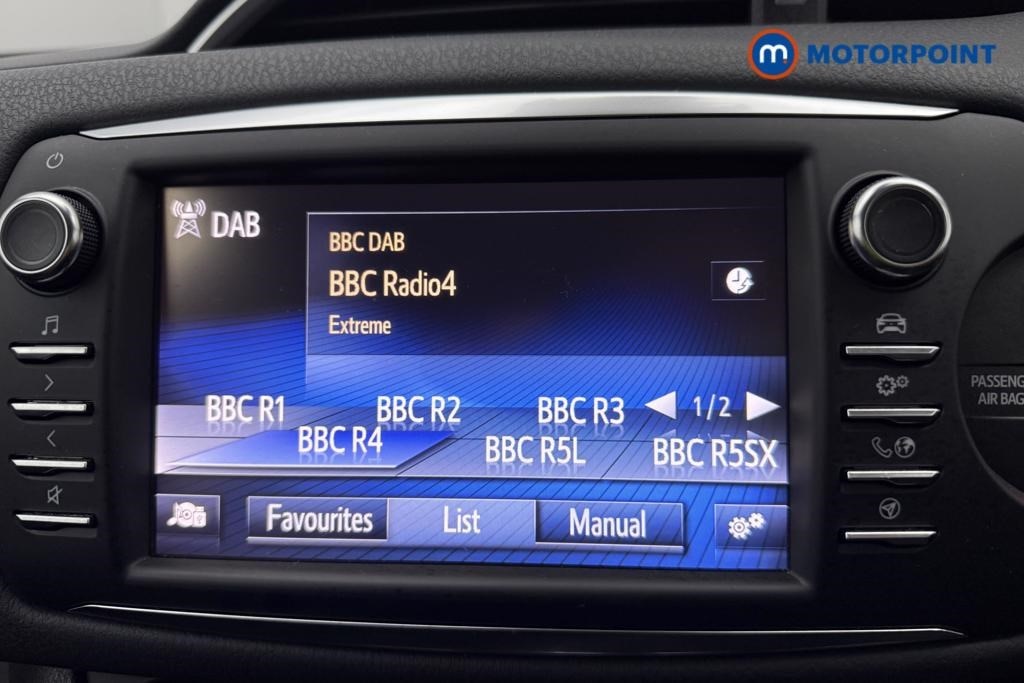 m MOTORPOINT
DAB
BBC DAB
BBC Radio4
Extreme
BBC R1 BBC R2 BBC R3 1/2
BBC R4 BBC R5L BBC R5SX
Favourites List Manual
PASSENG
AIR BAG